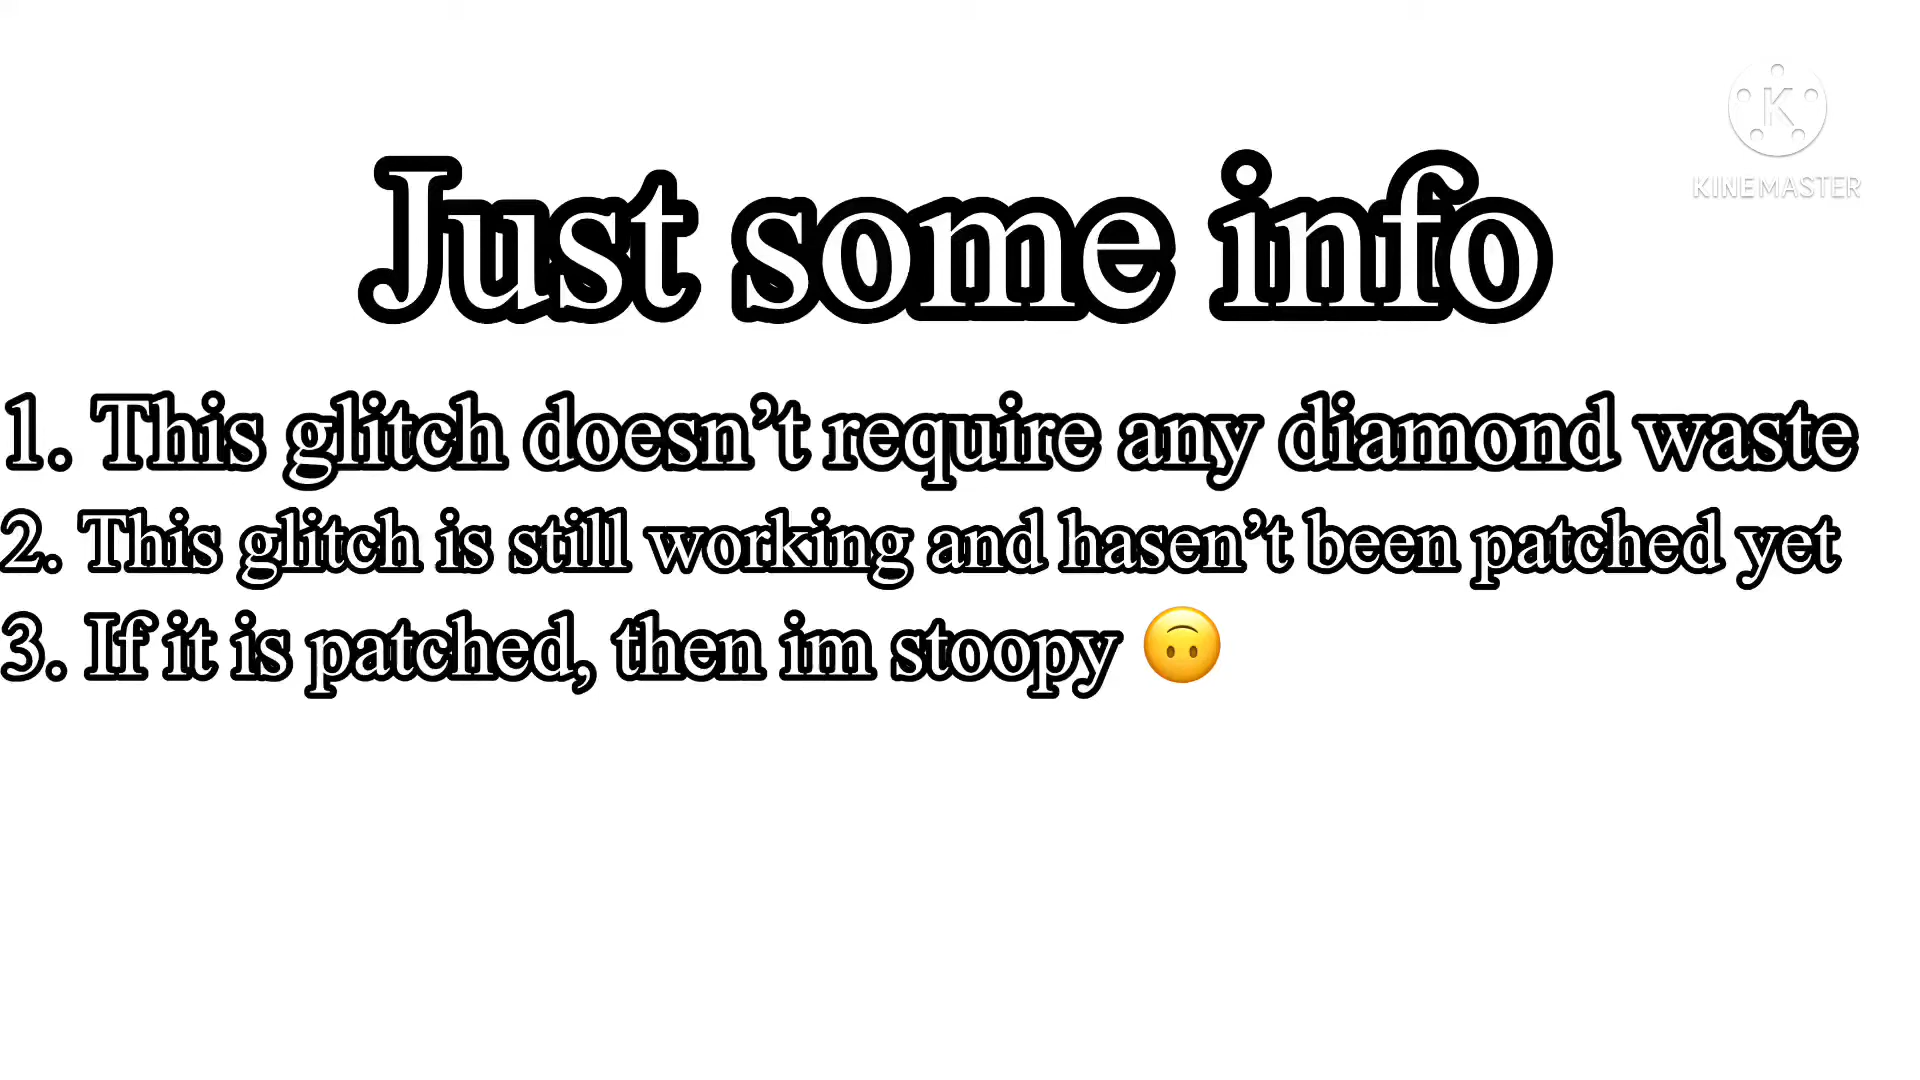 K
KINEMASTER
Just some info
1. This glitch doesn’t require any diamond waste
2. This glitch is still working and hasen’t been patched yet
3. If it is patched, then im stoopy 🙃